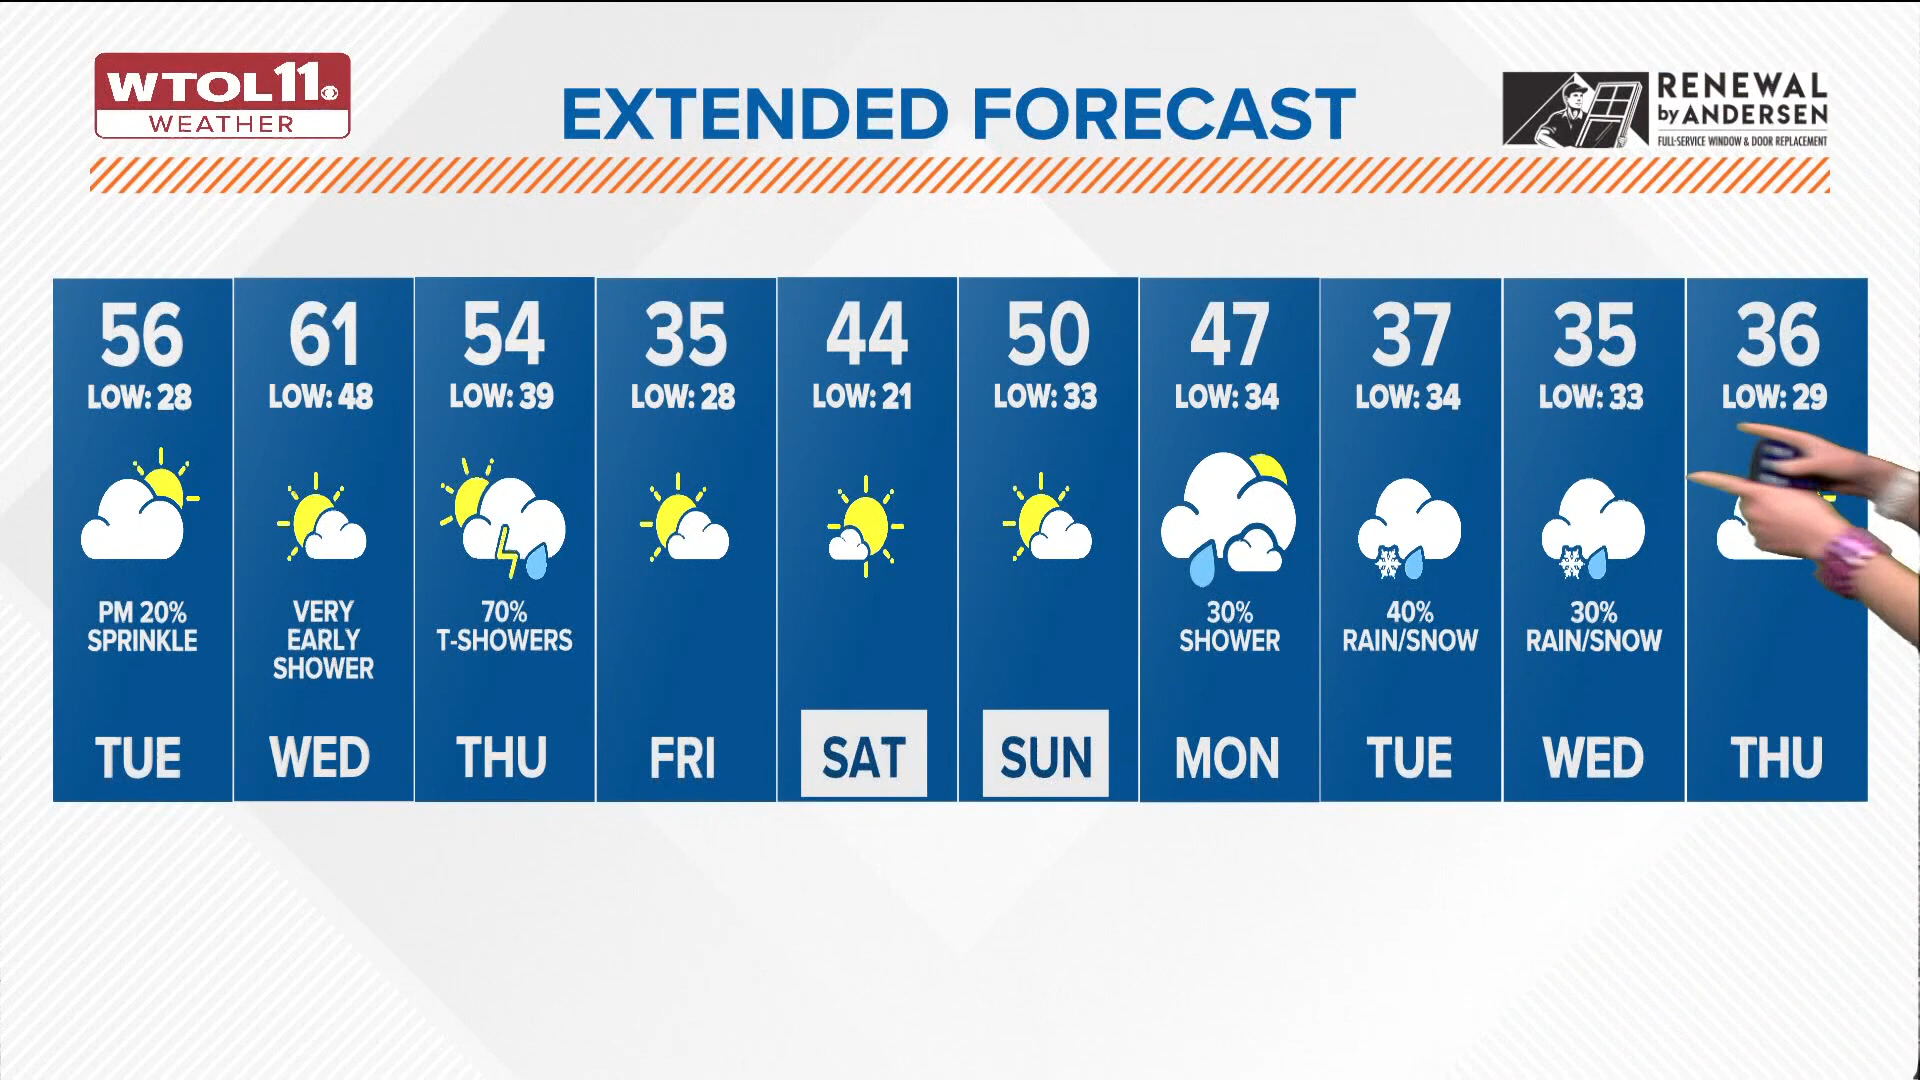 WTOL 11
WEATHER
EXTENDED FORECAST
RENEWAL
by ANDERSEN
FULL-SERVICE WINDOW & DOOR REPLACEMENT
56
LOW: 28
PM 20%
SPRINKLE
TUE
61
LOW: 48
VERY
EARLY
SHOWER
WED
54
LOW: 39
70%
T-SHOWERS
THU
35
LOW: 28
FRI
44
LOW: 21
SAT
50
LOW: 33
SUN
47
LOW: 34
30%
SHOWER
MON
37
LOW: 34
40%
RAIN/SNOW
TUE
35
LOW: 33
30%
RAIN/SNOW
WED
36
LOW: 29
THU